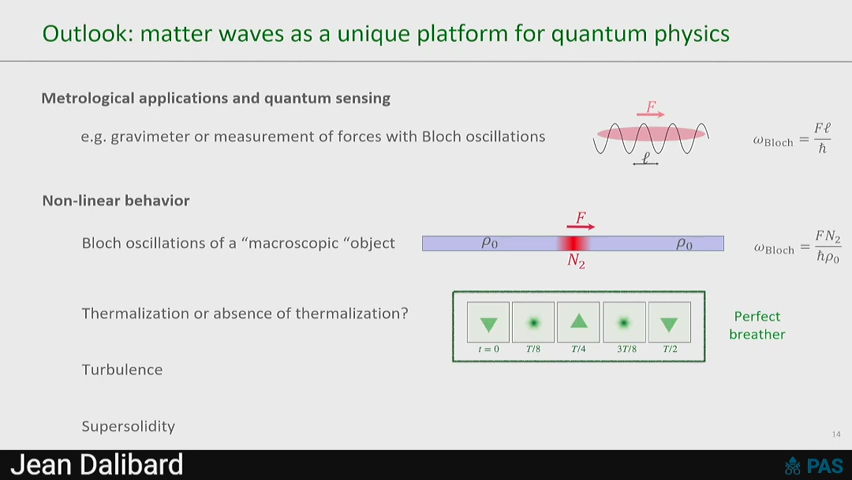 Outlook: matter waves as a unique platform for quantum physics
Metrological applications and quantum sensing
F
e.g. gravimeter or measurement of forces with Bloch oscillations
ω_Bloch = Fℓ/ħ
ℓ
Non-linear behavior
F
Bloch oscillations of a “macroscopic “object
ρ₀
ρ₀
ω_Bloch = FN₂/ħρ₀
N₂
Thermalization or absence of thermalization?
Perfect
breather
t = 0 T/8 T/4 3T/8 T/2
Turbulence
Supersolidity
14
Jean Dalibard
PAS